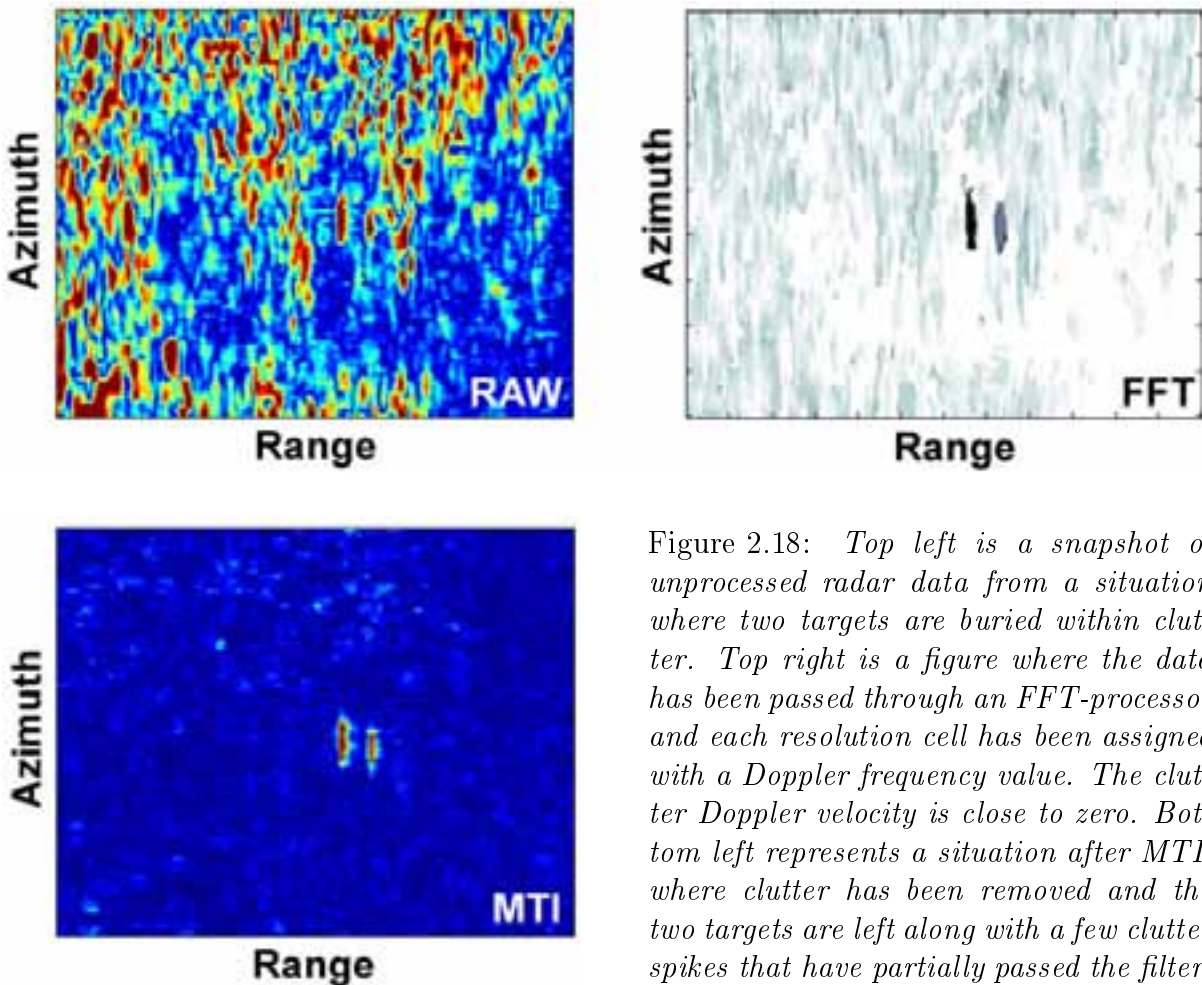 Azimuth
RAW
Range
Azimuth
FFT
Range
Azimuth
MTI
Range
Figure 2.18: Top left is a snapshot o
unprocessed radar data from a situation
where two targets are buried within clut
ter. Top right is a figure where the data
has been passed through an FFT-processo
and each resolution cell has been assigned
with a Doppler frequency value. The clut
ter Doppler velocity is close to zero. Bot
tom left represents a situation after MTI
where clutter has been removed and th
two targets are left along with a few clutte
spikes that have partially passed the filter